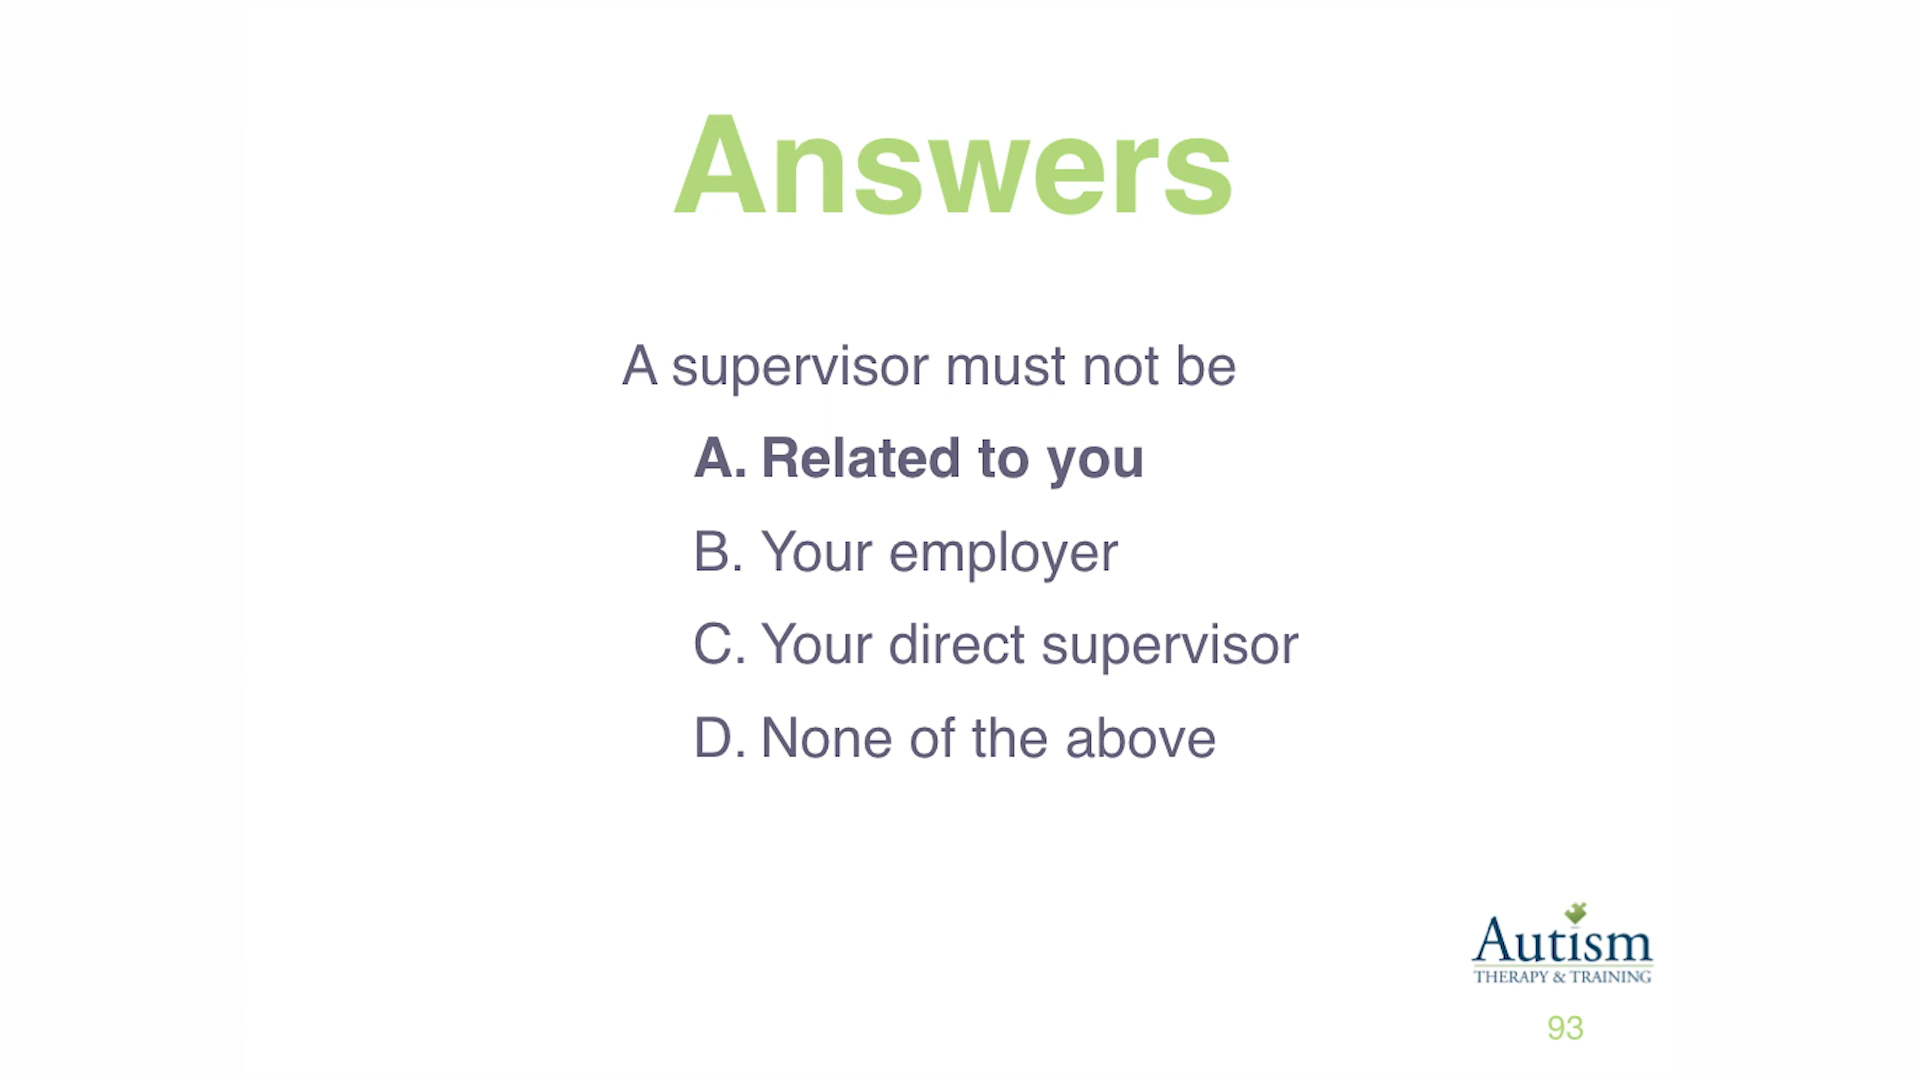 Answers
A supervisor must not be
A. Related to you
B. Your employer
C. Your direct supervisor
D. None of the above
Autism
THERAPY & TRAINING
93